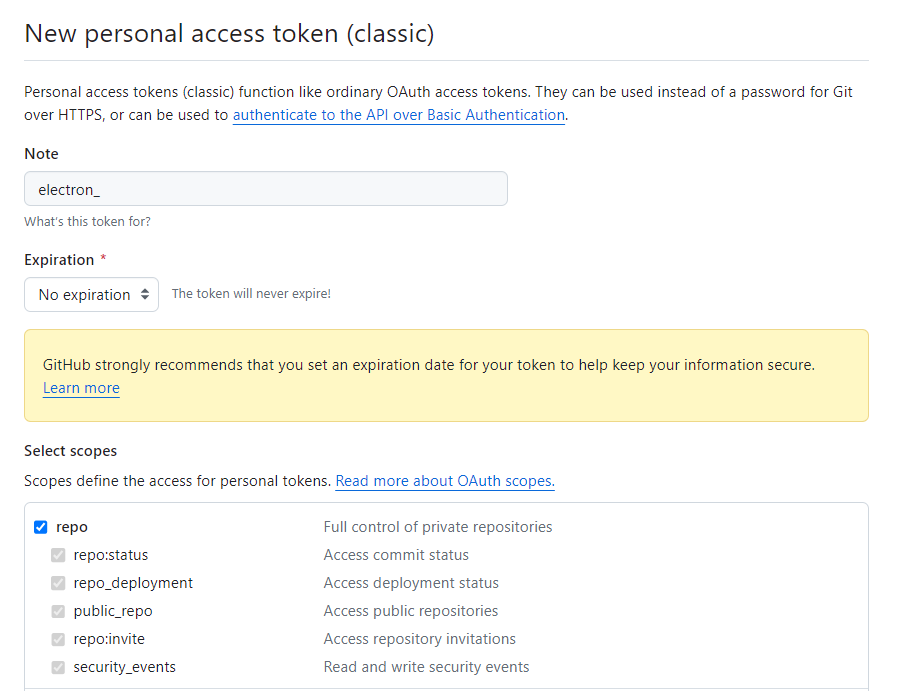 New personal access token (classic)
Personal access tokens (classic) function like ordinary OAuth access tokens. They can be used instead of a password for Git
over HTTPS, or can be used to authenticate to the API over Basic Authentication.
Note
electron_
What's this token for?
Expiration *
No expiration
The token will never expire!
GitHub strongly recommends that you set an expiration date for your token to help keep your information secure.
Learn more
Select scopes
Scopes define the access for personal tokens. Read more about OAuth scopes.
repo Full control of private repositories
repo:status Access commit status
repo_deployment Access deployment status
public_repo Access public repositories
repo:invite Access repository invitations
security_events Read and write security events